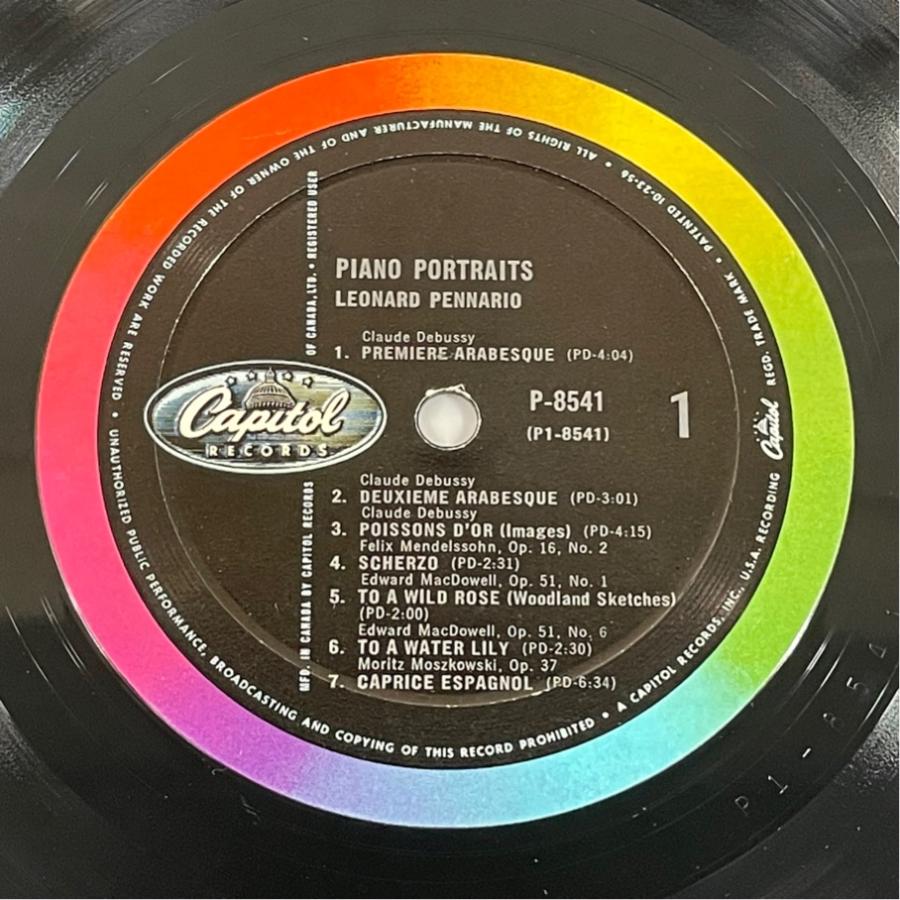 PIANO PORTRAITS
LEONARD PENNARIO
Claude Debussy
1. PREMIERE ARABESQUE (PD-4:04)
Capitol
RECORDS
P-8541
(P1-8541)
1
Claude Debussy
2. DEUXIEME ARABESQUE (PD-3:01)
Claude Debussy
3. POISSONS D'OR (Images) (PD-4:15)
Felix Mendelssohn, Op. 16, No. 2
4. SCHERZO (PD-2:31)
Edward MacDowell, Op. 51, No. 1
5. TO A WILD ROSE (Woodland Sketches)
(PD-2:00)
Edward MacDowell, Op. 51, No. 6
6. TO A WATER LILY (PD-2:30)
Moritz Moszkowski, Op. 37
7. CAPRICE ESPAGNOL (PD-6:34)
MFD. IN CANADA BY CAPITOL RECORDS OF CANADA, LTD. • REGISTERED USER
• ALL RIGHTS OF THE MANUFACTURER AND OF THE OWNER OF THE RECORDED WORK ARE RESERVED • UNAUTHORIZED PUBLIC PERFORMANCE, BROADCASTING AND COPYING OF THIS RECORD PROHIBITED • A CAPITOL RECORDS, INC., U.S.A. RECORDING Capitol REGD. TRADE MARK • PATENTED 10-23-56
P1-854